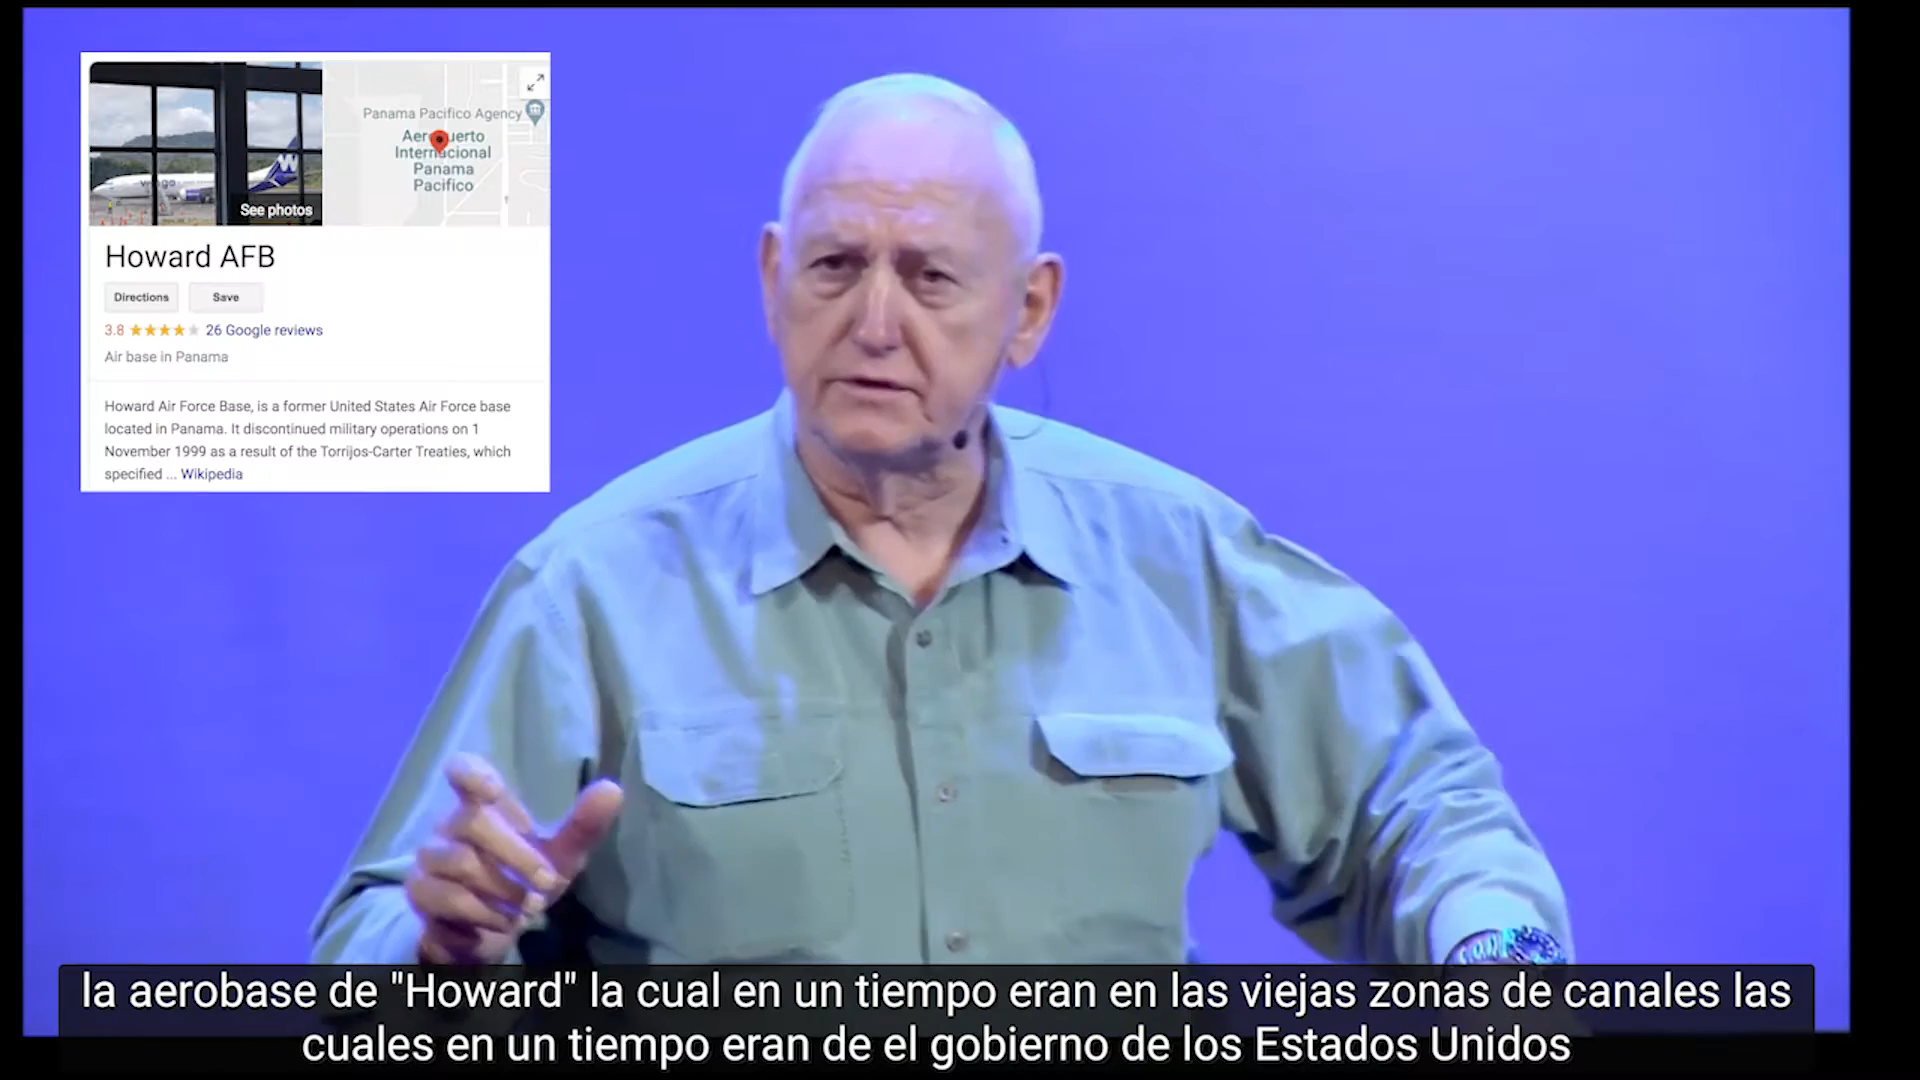 Panama Pacifico Agency
Internacional
Panama
Pacifico
See photos
Howard AFB
Directions
Save
3.8
26 Google reviews
Air base in Panama
Howard Air Force Base, is a former United States Air Force base
located in Panama. It discontinued military operations on 1
November 1999 as a result of the Torrijos-Carter Treaties, which
specified ... Wikipedia
la aerobase de "Howard" la cual en un tiempo eran en las viejas zonas de canales las
cuales en un tiempo eran de el gobierno de los Estados Unidos